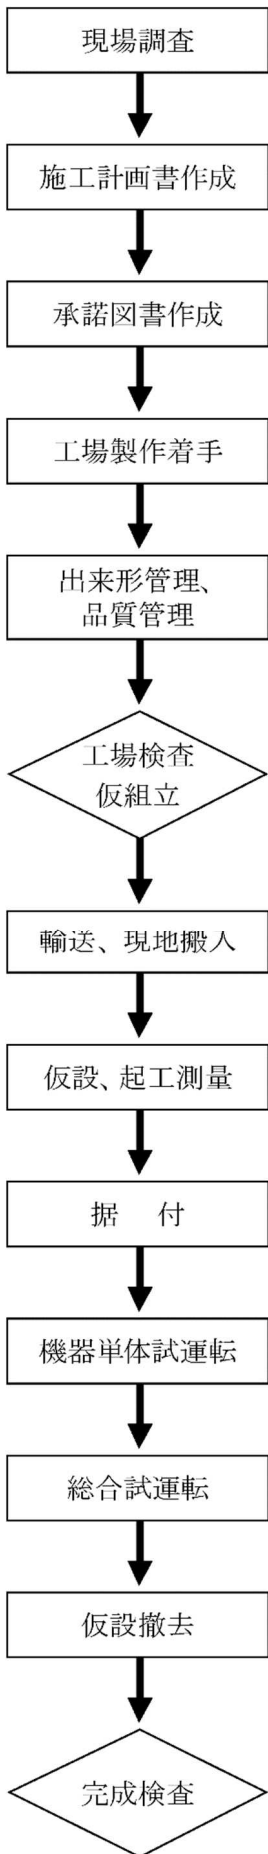 現場調査
施工計画書作成
承諾図書作成
工場製作着手
出来形管理、
品質管理
工場検査
仮組立
輸送、現地搬入
仮設、起工測量
据　付
機器単体試運転
総合試運転
仮設撤去
完成検査